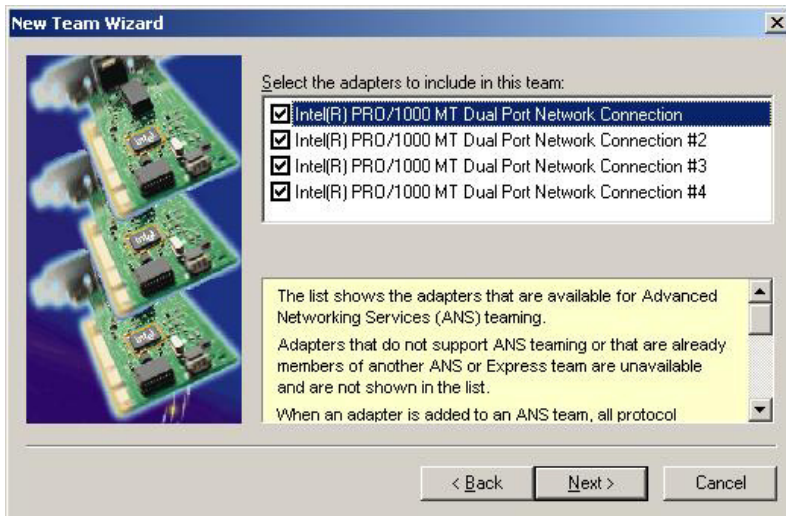 New Team Wizard
Select the adapters to include in this team:
Intel(R) PRO/1000 MT Dual Port Network Connection
Intel(R) PRO/1000 MT Dual Port Network Connection #2
Intel(R) PRO/1000 MT Dual Port Network Connection #3
Intel(R) PRO/1000 MT Dual Port Network Connection #4
The list shows the adapters that are available for Advanced
Networking Services (ANS) teaming.
Adapters that do not support ANS teaming or that are already
members of another ANS or Express team are unavailable
and are not shown in the list.
When an adapter is added to an ANS team, all protocol
< Back
Next >
Cancel
intel
intel
intel